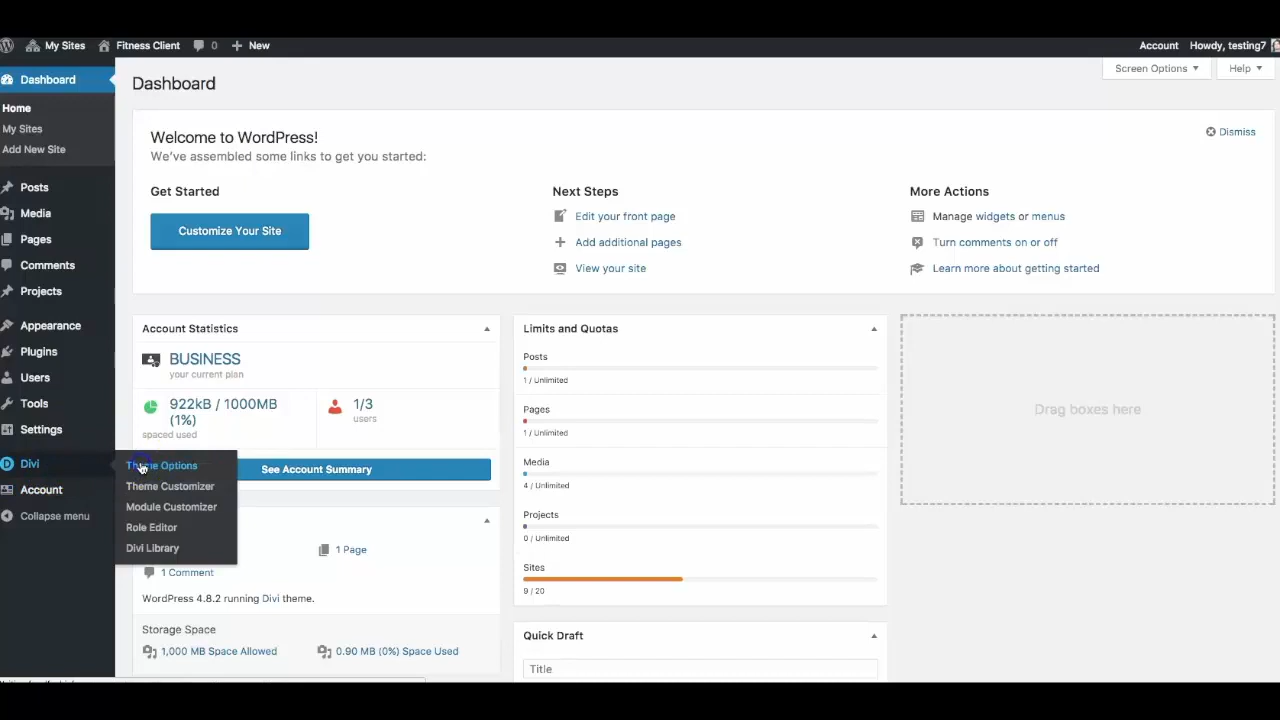 My Sites
Fitness Client
0
New
Account
Howdy, testing7
Screen Options
Help
Dashboard
Home
My Sites
Add New Site
Posts
Media
Pages
Comments
Projects
Appearance
Plugins
Users
Tools
Settings
Divi
Account
Collapse menu
Theme Options
Theme Customizer
Module Customizer
Role Editor
Divi Library
Dashboard
Welcome to WordPress!
We've assembled some links to get you started:
Dismiss
Get Started
Customize Your Site
Next Steps
Edit your front page
Add additional pages
View your site
More Actions
Manage widgets or menus
Turn comments on or off
Learn more about getting started
Account Statistics
BUSINESS
your current plan
922kB / 1000MB
(1%)
spaced used
1/3
users
See Account Summary
1 Page
1 Comment
WordPress 4.8.2 running Divi theme.
Storage Space
1,000 MB Space Allowed
0.90 MB (0%) Space Used
Limits and Quotas
Posts
1 / Unlimited
Pages
1 / Unlimited
Media
4 / Unlimited
Projects
0 / Unlimited
Sites
9 / 20
Quick Draft
Title
Drag boxes here